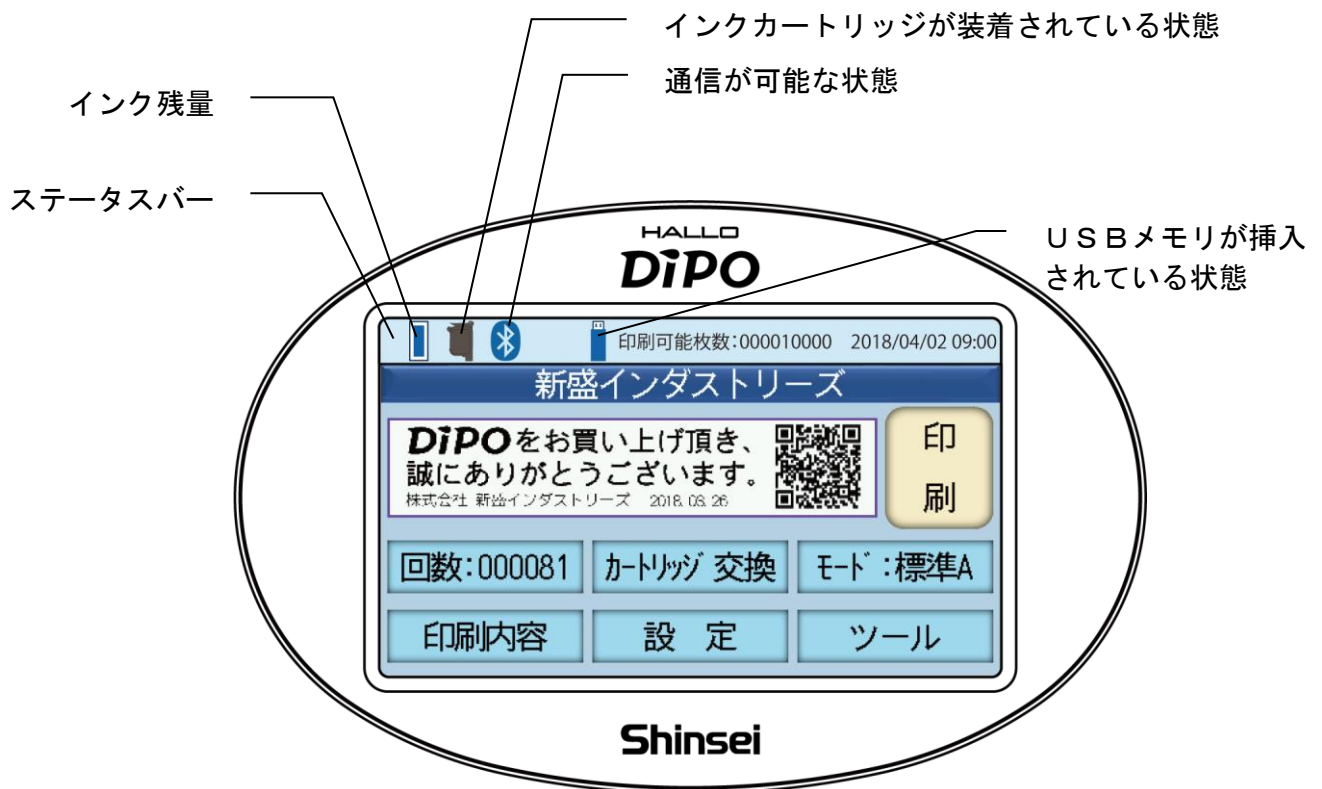 インクカートリッジが装着されている状態
通信が可能な状態
インク残量
ステータスバー
ＵＳＢメモリが挿入
されている状態
HALLO
DiPO
印刷可能枚数:000010000 2018/04/02 09:00
新盛インダストリーズ
DiPOをお買い上げ頂き、
誠にありがとうございます。
株式会社 新盛インダストリーズ 2018.03.26
印
刷
回数:000081
ｶｰﾄﾘｯｼﾞ 交換
ﾓｰﾄﾞ:標準A
印刷内容
設 定
ツール
Shinsei